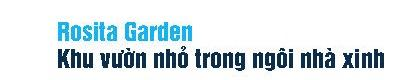 Rosita Garden
Khu vườn nhỏ trong ngôi nhà xinh